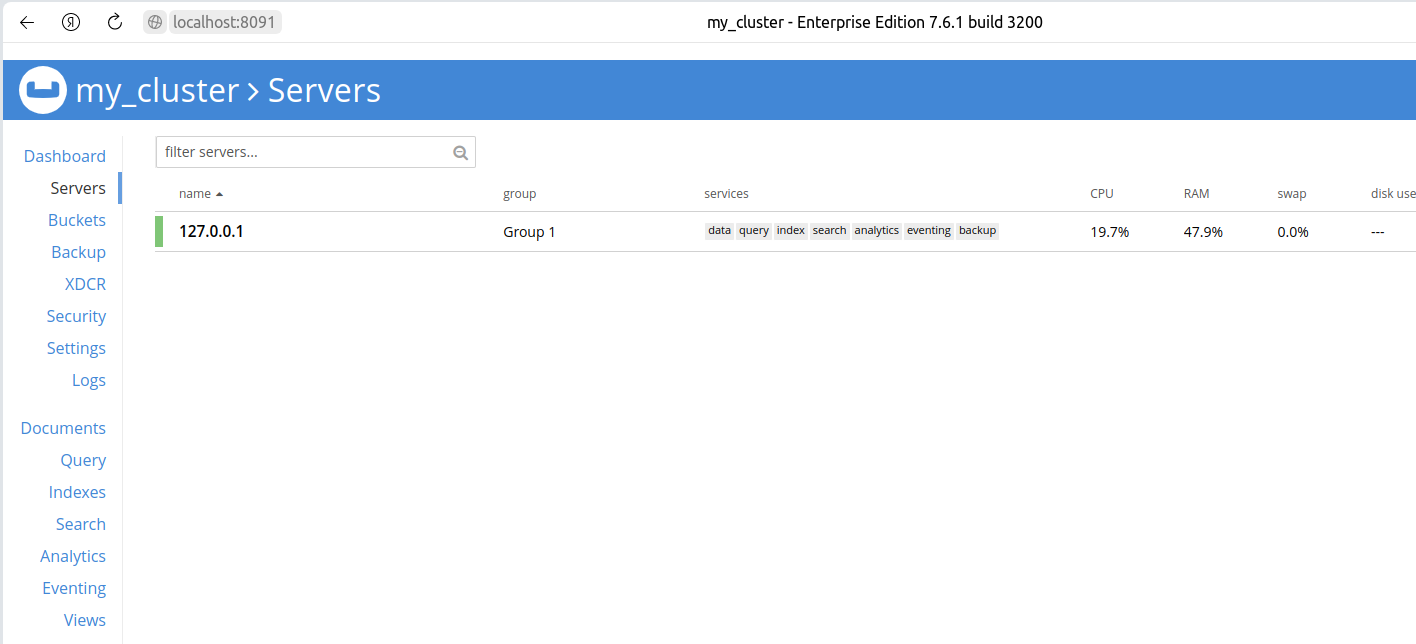 localhost:8091
my_cluster - Enterprise Edition 7.6.1 build 3200
my_cluster > Servers
Dashboard
Servers
Buckets
Backup
XDCR
Security
Settings
Logs
Documents
Query
Indexes
Search
Analytics
Eventing
Views
filter servers...
name group services CPU RAM swap disk use
127.0.0.1 Group 1 data query index search analytics eventing backup 19.7% 47.9% 0.0% ---